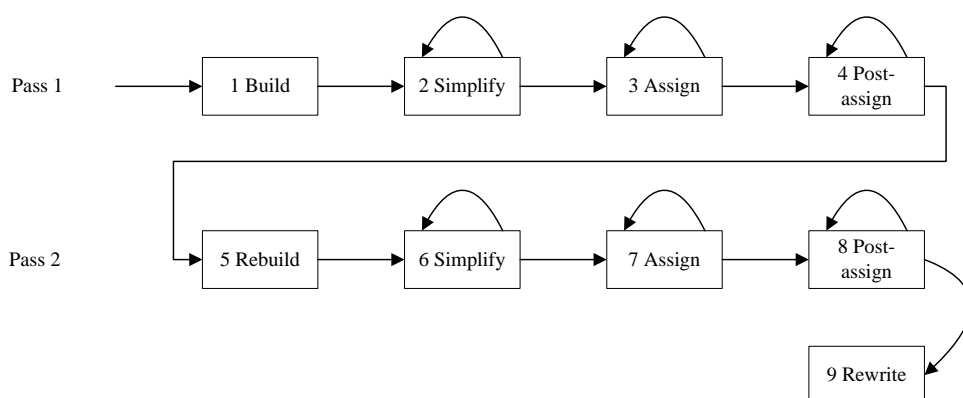 Pass 1
1 Build
2 Simplify
3 Assign
4 Post-
assign
Pass 2
5 Rebuild
6 Simplify
7 Assign
8 Post-
assign
9 Rewrite